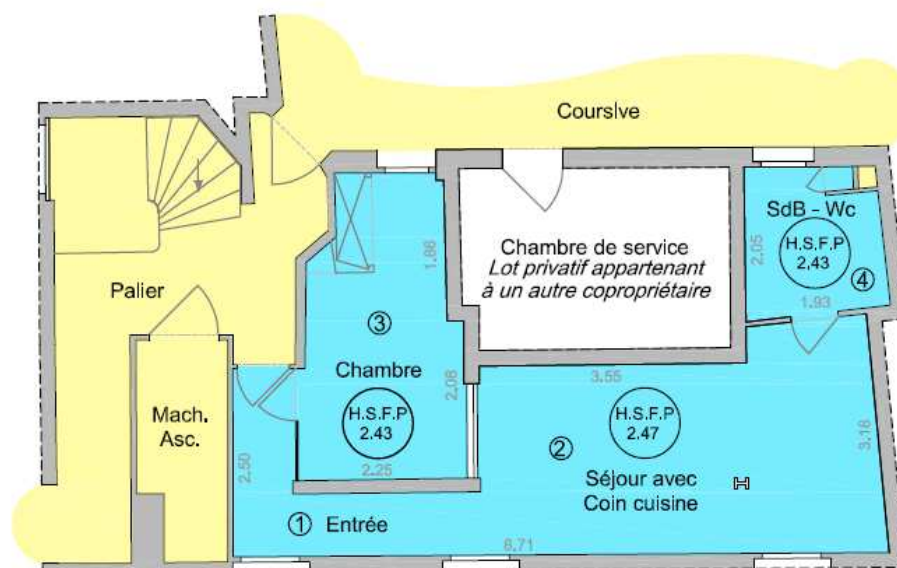 Coursive
SdB - Wc
H.S.F.P
2,43
④
2.05
1.93
Chambre de service
Lot privatif appartenant
à un autre copropriétaire
1.86
Palier
③
Chambre
H.S.F.P
2.43
2.08
2.25
3.55
H.S.F.P
2.47
3.18
Mach.
Asc.
2.50
②
Séjour avec
Coin cuisine
① Entrée
8.71